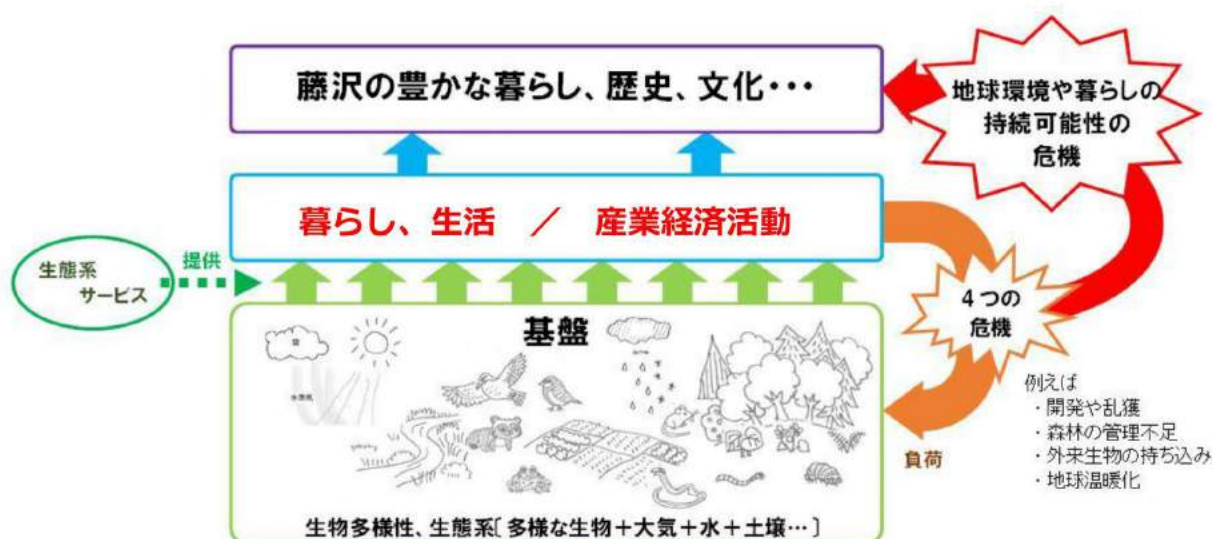 藤沢の豊かな暮らし、歴史、文化・・・
地球環境や暮らしの
持続可能性の
危機
暮らし、生活 ／ 産業経済活動
生態系
サービス
提供
4つの
危機
基盤
雲
水蒸気
例えば
・開発や乱獲
・森林の管理不足
・外来生物の持ち込み
・地球温暖化
負荷
生物多様性、生態系[多様な生物＋大気＋水＋土壌…]